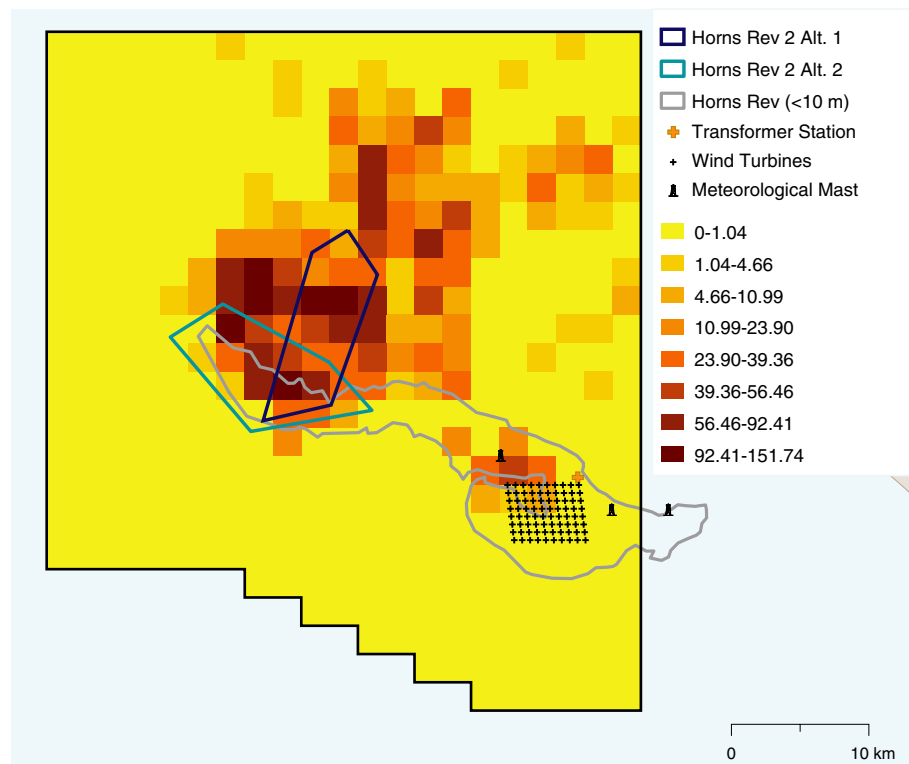 Horns Rev 2 Alt. 1
Horns Rev 2 Alt. 2
Horns Rev (<10 m)
Transformer Station
Wind Turbines
Meteorological Mast
0-1.04
1.04-4.66
4.66-10.99
10.99-23.90
23.90-39.36
39.36-56.46
56.46-92.41
92.41-151.74
0 10 km